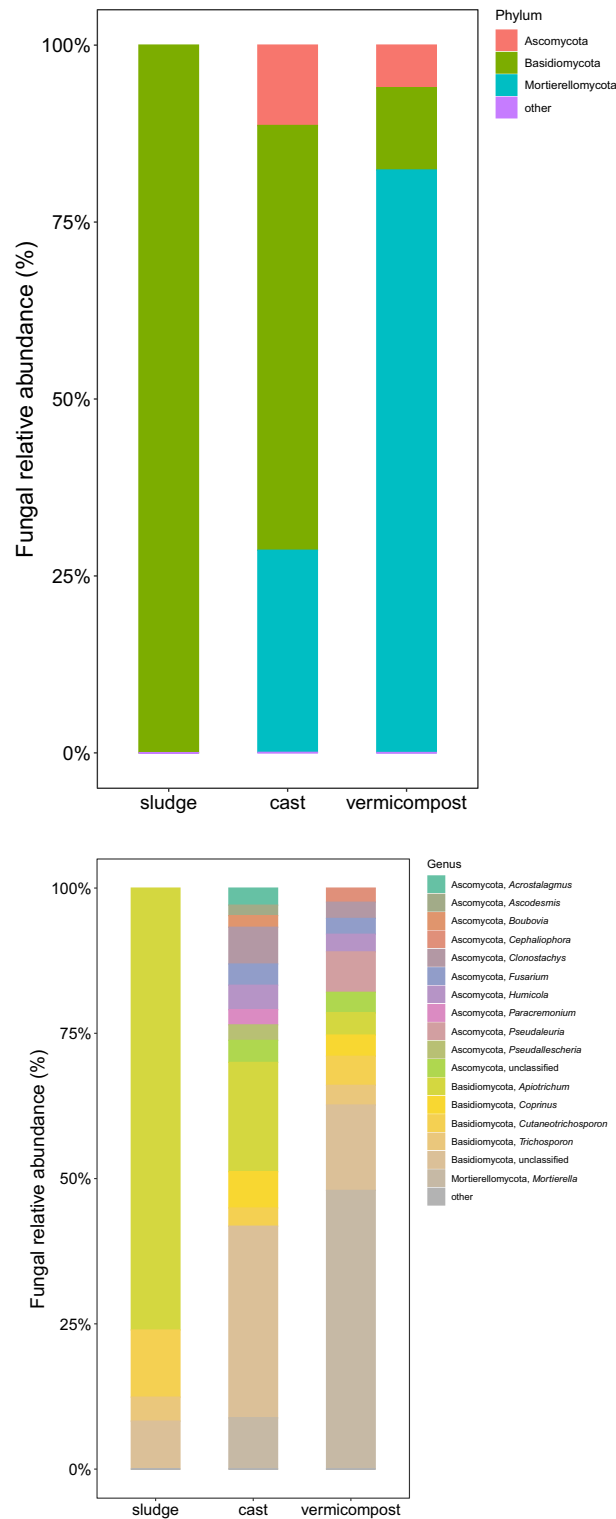 Phylum
Ascomycota
Basidiomycota
Mortierellomycota
other
100%
75%
50%
25%
0%
Fungal relative abundance (%)
sludge cast vermicompost
Genus
Ascomycota, Acrostalagmus
Ascomycota, Ascodesmis
Ascomycota, Boubovia
Ascomycota, Cephaliophora
Ascomycota, Clonostachys
Ascomycota, Fusarium
Ascomycota, Humicola
Ascomycota, Paracremonium
Ascomycota, Pseudaleuria
Ascomycota, Pseudallescheria
Ascomycota, unclassified
Basidiomycota, Apiotrichum
Basidiomycota, Coprinus
Basidiomycota, Cutaneotrichosporon
Basidiomycota, Trichosporon
Basidiomycota, unclassified
Mortierellomycota, Mortierella
other
100%
75%
50%
25%
0%
Fungal relative abundance (%)
sludge cast vermicompost